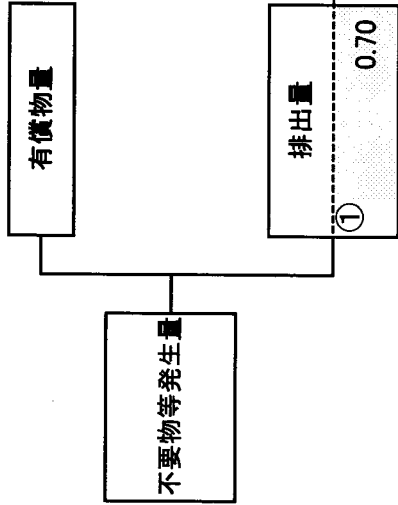 有償物量
不要物等発生量
排出量
①
0.70